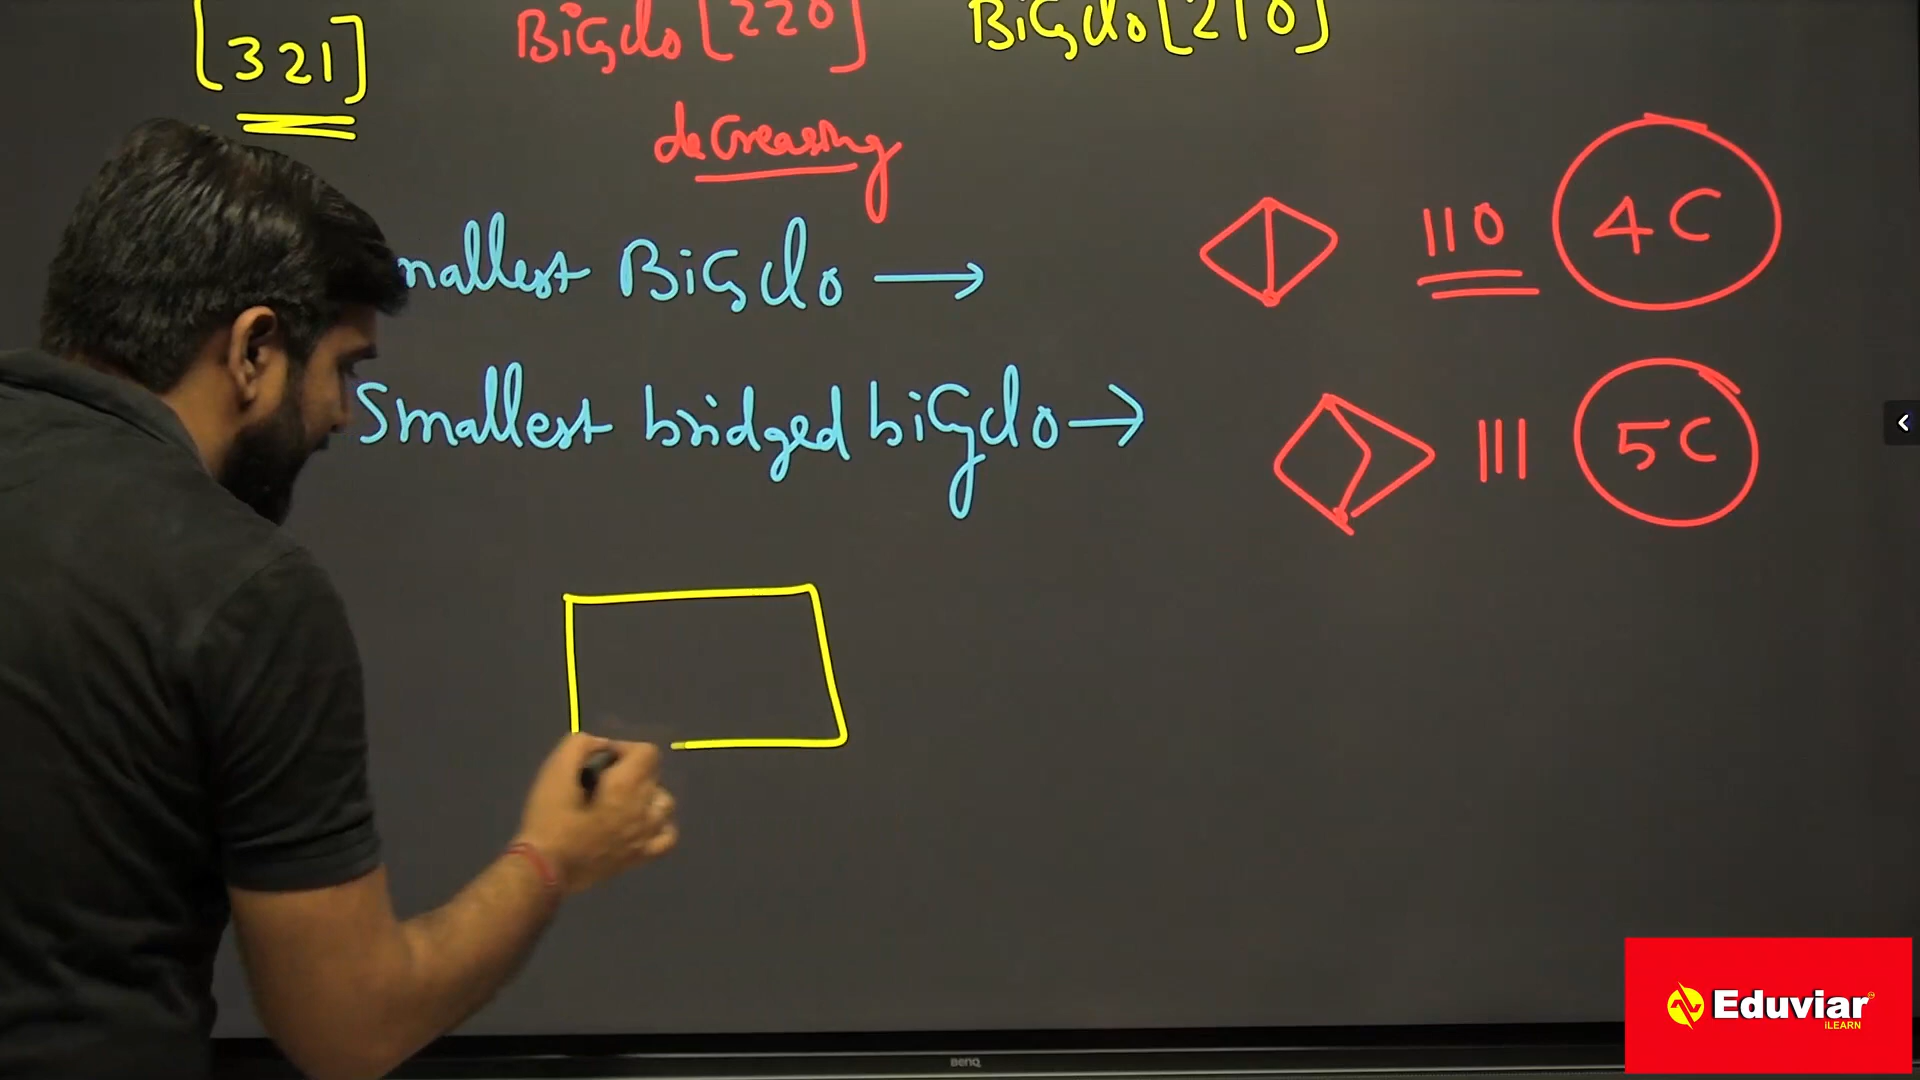 [321] BiCyclo [220] BiCyclo [210]
decreasing
mallest BiCyclo → 110 4C
Smallest bridged biCyclo → 111 5C
Eduviar
iLEARN
BenQ